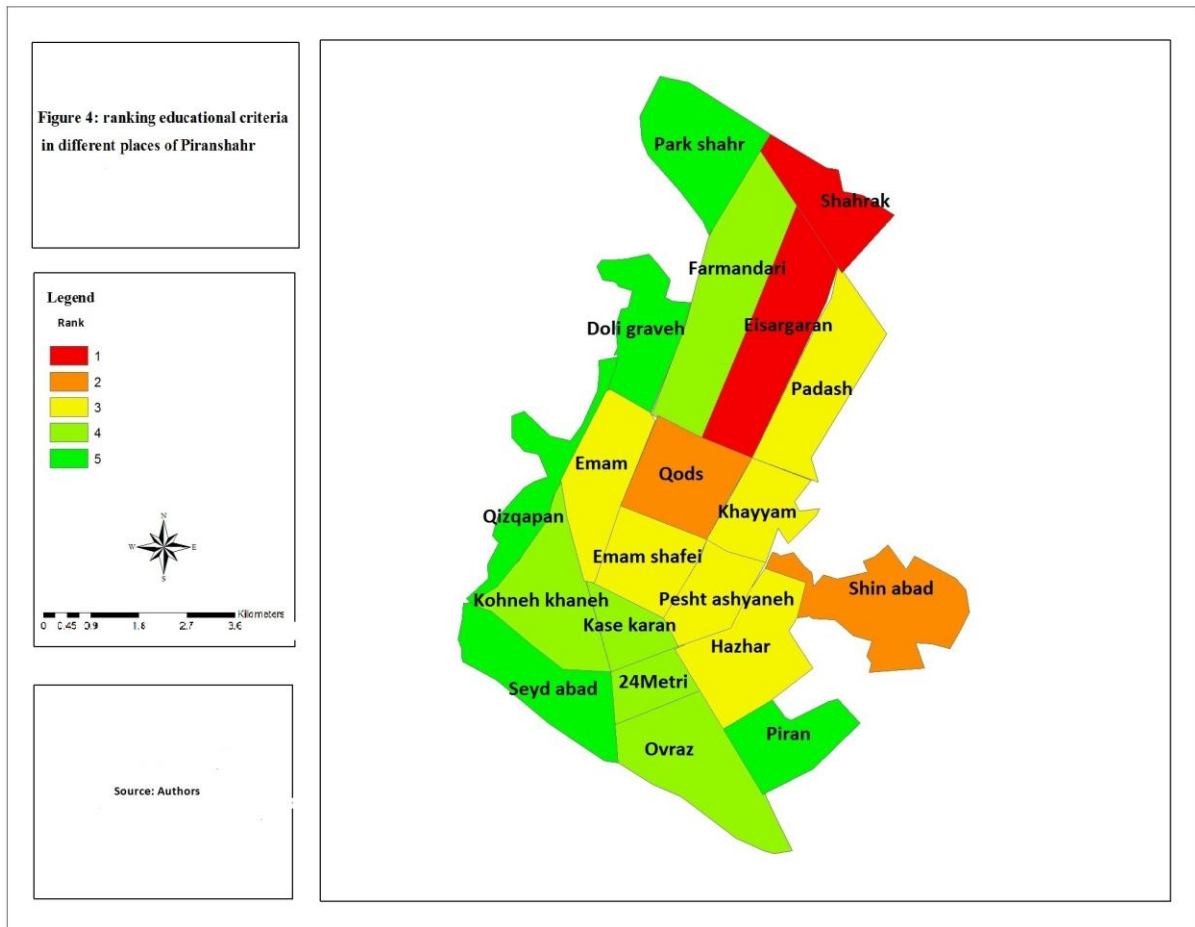 Figure 4: ranking educational criteria
in different places of Piranshahr
Legend
Rank
1
2
3
4
5
N
W E
S
Kilometers
0 0.45 0.9 1.8 2.7 3.6
Source: Authors
Park shahr
Shahrak
Farmandari
Doli graveh
Eisargaran
Padash
Emam
Qods
Qizqapan
Khayyam
Emam shafei
Shin abad
Kohneh khaneh
Pesht ashyaneh
Kase karan
Hazhar
Seyd abad
24Metri
Piran
Ovraz